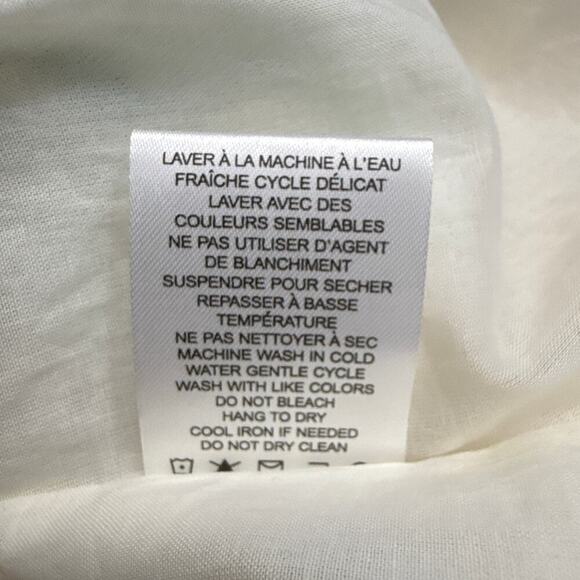 LAVER À LA MACHINE À L'EAU
FRAÎCHE CYCLE DÉLICAT
LAVER AVEC DES
COULEURS SEMBLABLES
NE PAS UTILISER D'AGENT
DE BLANCHIMENT
SUSPENDRE POUR SECHER
REPASSER À BASSE
TEMPÉRATURE
NE PAS NETTOYER À SEC
MACHINE WASH IN COLD
WATER GENTLE CYCLE
WASH WITH LIKE COLORS
DO NOT BLEACH
HANG TO DRY
COOL IRON IF NEEDED
DO NOT DRY CLEAN